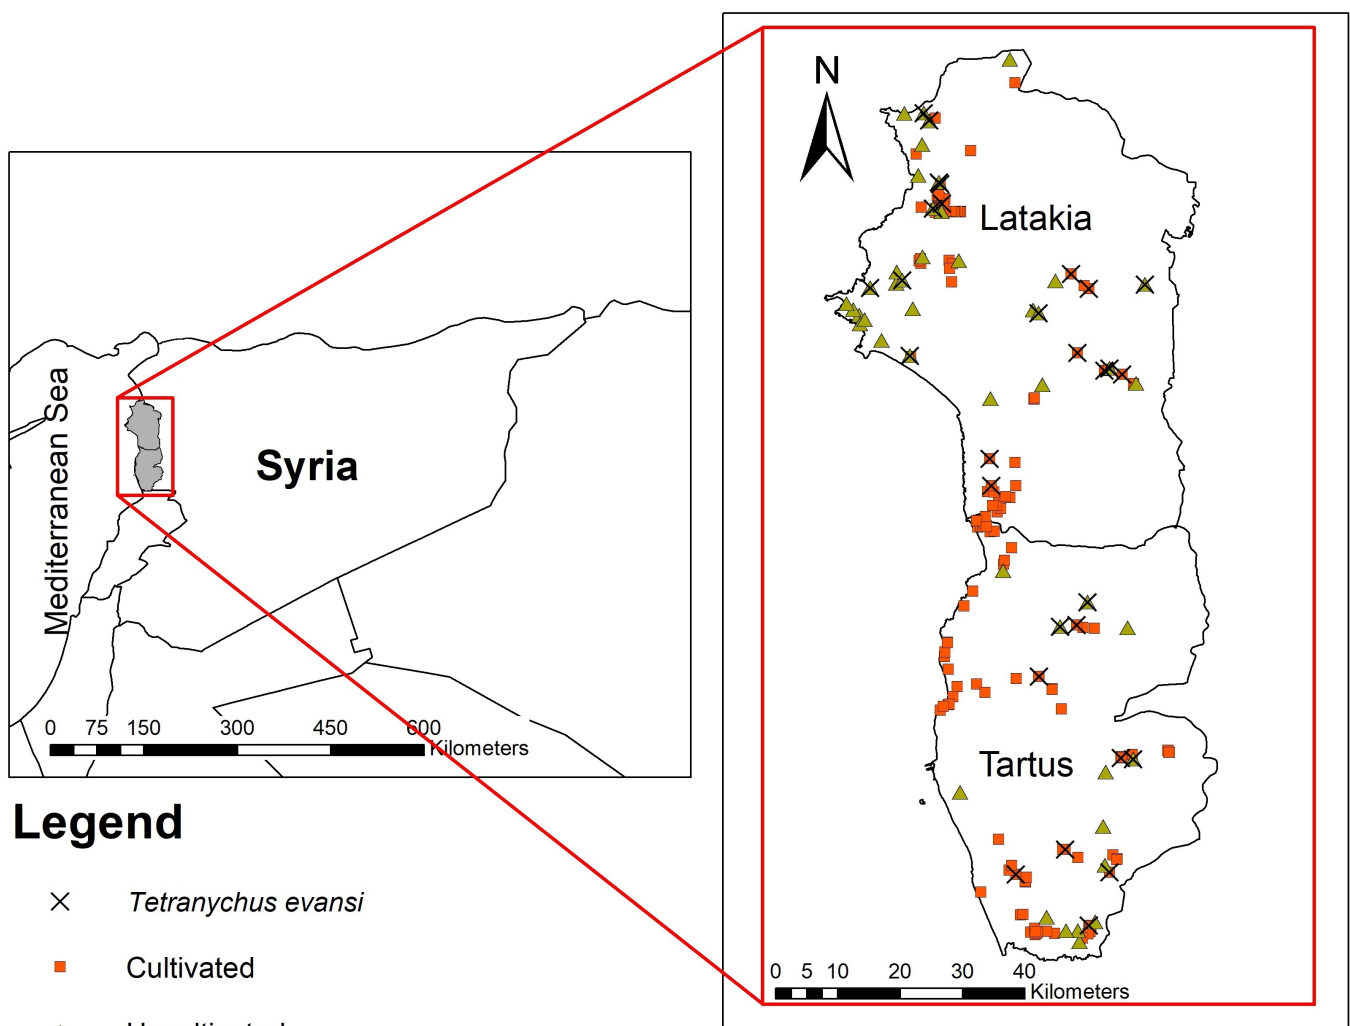 N
Latakia
Mediterranean Sea
Syria
0 75 150 300 450 600
Kilometers
Tartus
0 5 10 20 30 40
Kilometers
Legend
Tetranychus evansi
Cultivated